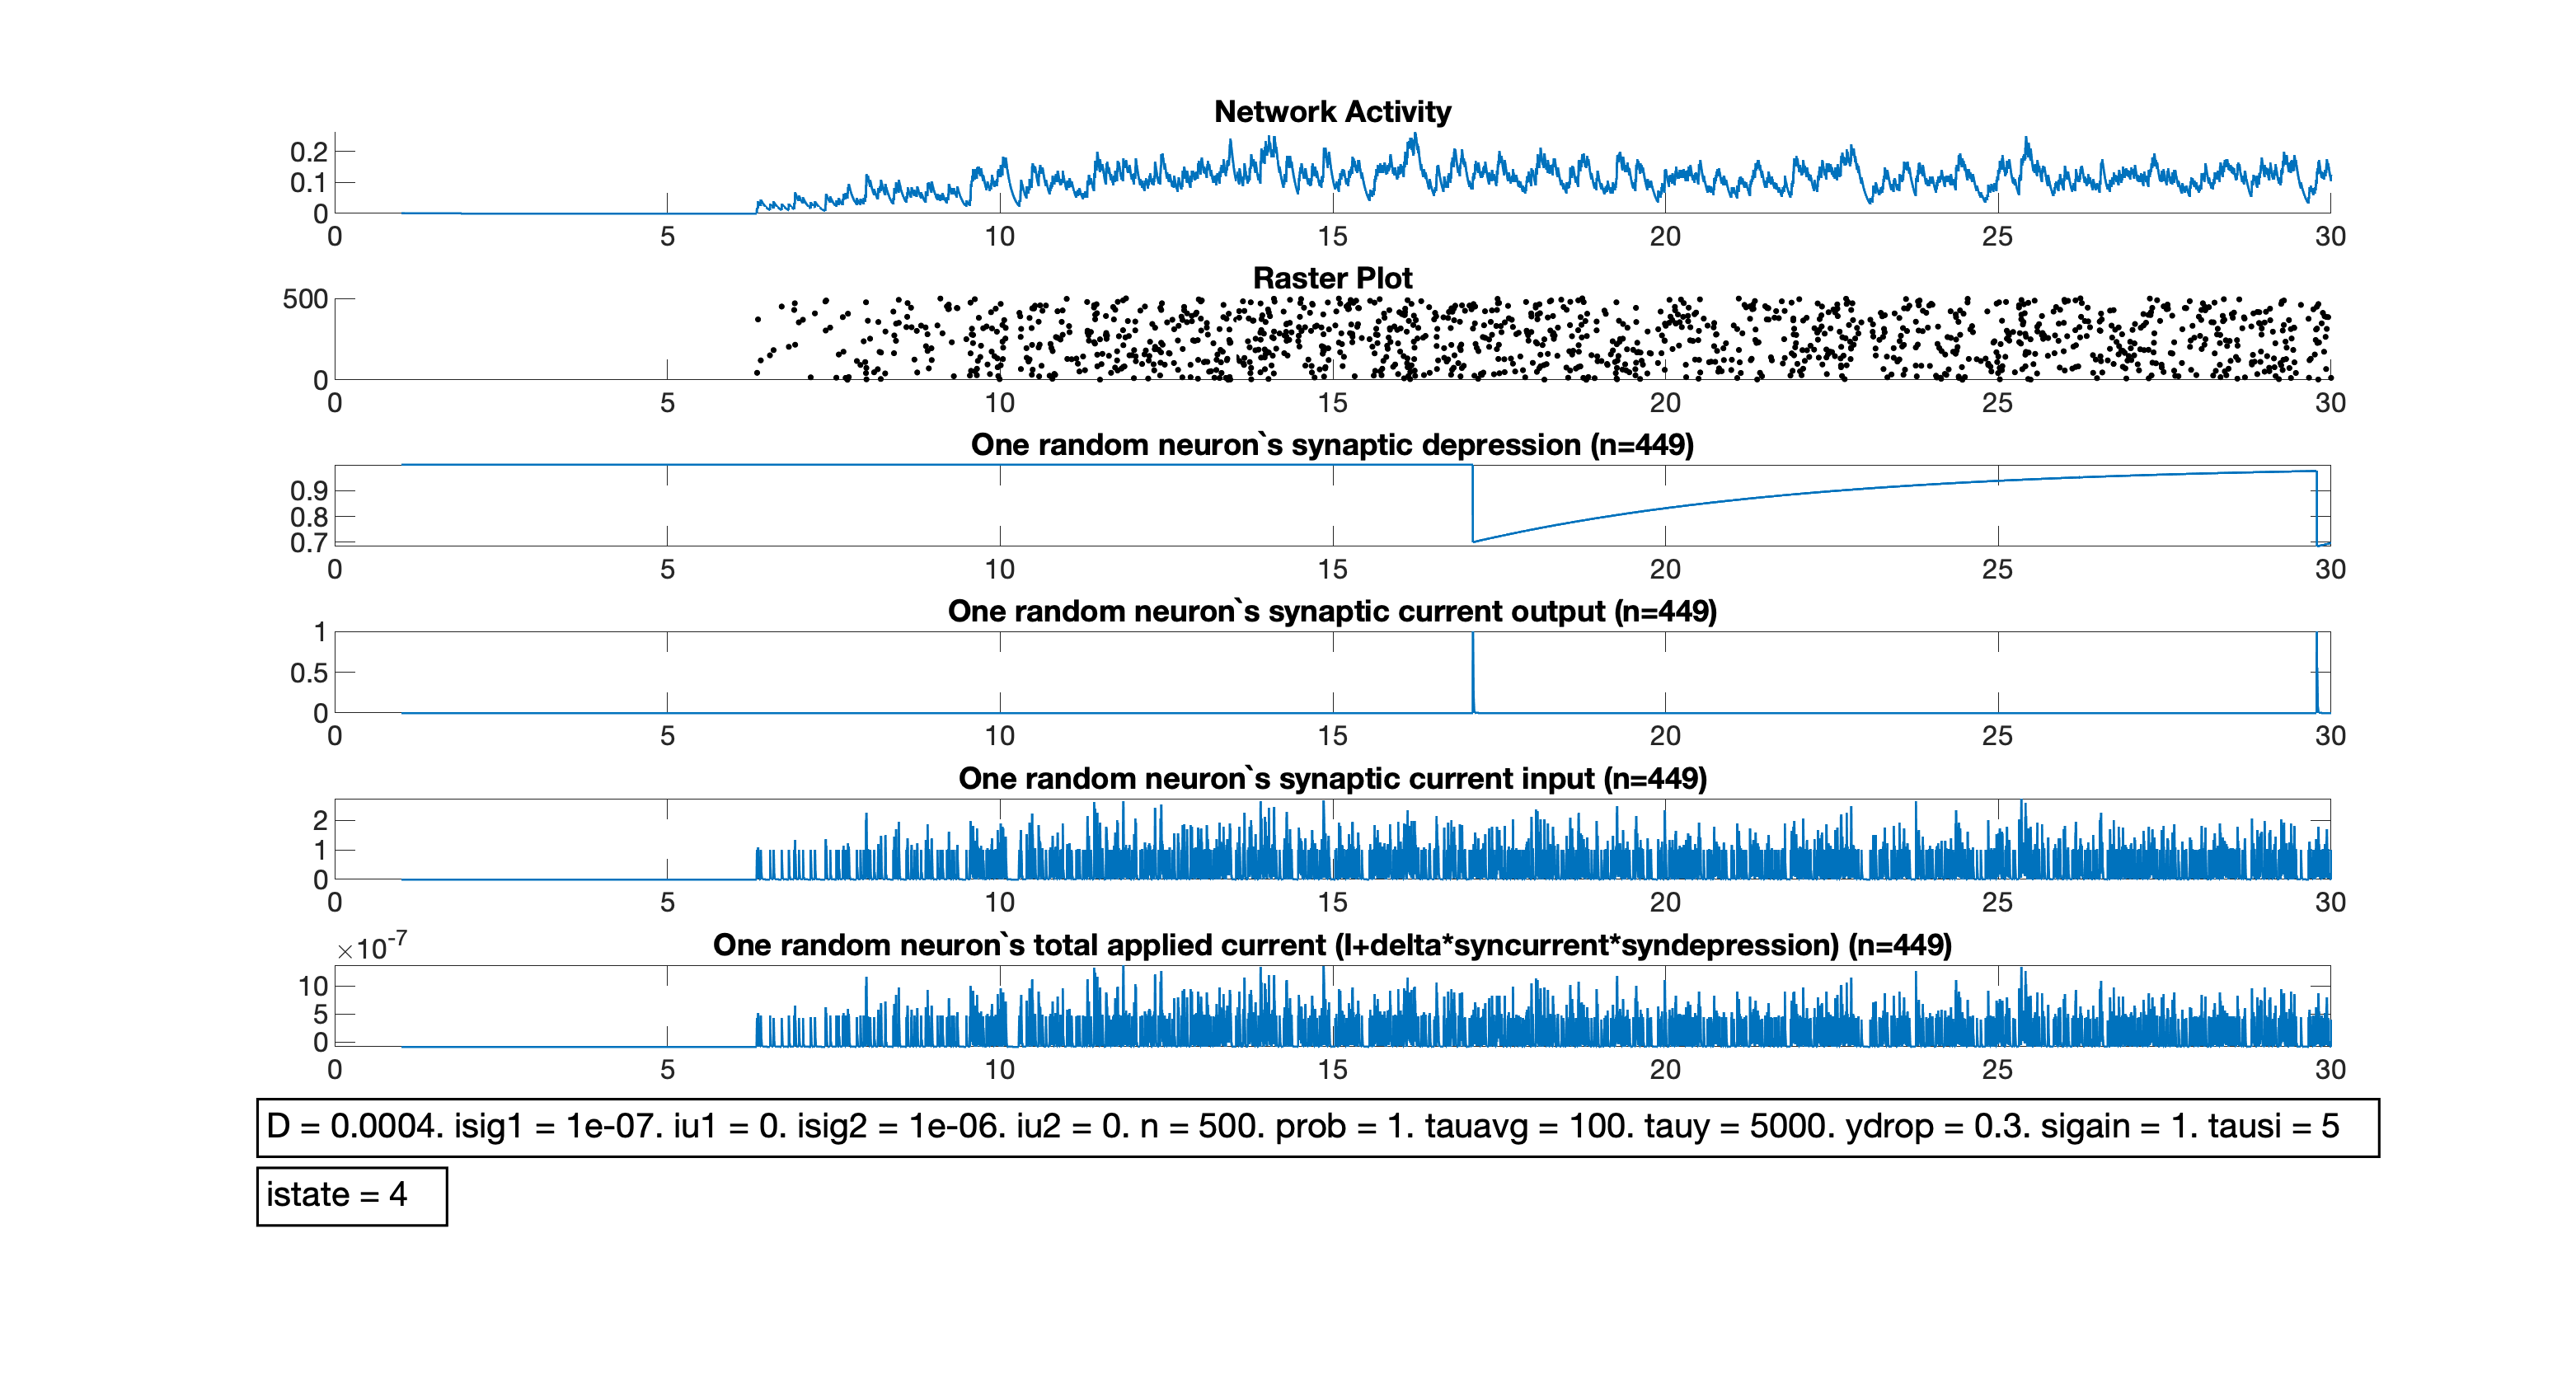 Network Activity
0.2
0.1
0
0 5 10 15 20 25 30
Raster Plot
500
0
0 5 10 15 20 25 30
One random neuron`s synaptic depression (n=449)
0.9
0.8
0.7
0 5 10 15 20 25 30
One random neuron`s synaptic current output (n=449)
1
0.5
0
0 5 10 15 20 25 30
One random neuron`s synaptic current input (n=449)
2
1
0
0 5 10 15 20 25 30
×10-7
One random neuron`s total applied current (I+delta*syncurrent*syndepression) (n=449)
10
5
0
0 5 10 15 20 25 30
D = 0.0004. isig1 = 1e-07. iu1 = 0. isig2 = 1e-06. iu2 = 0. n = 500. prob = 1. tauavg = 100. tauy = 5000. ydrop = 0.3. sigain = 1. tausi = 5
istate = 4